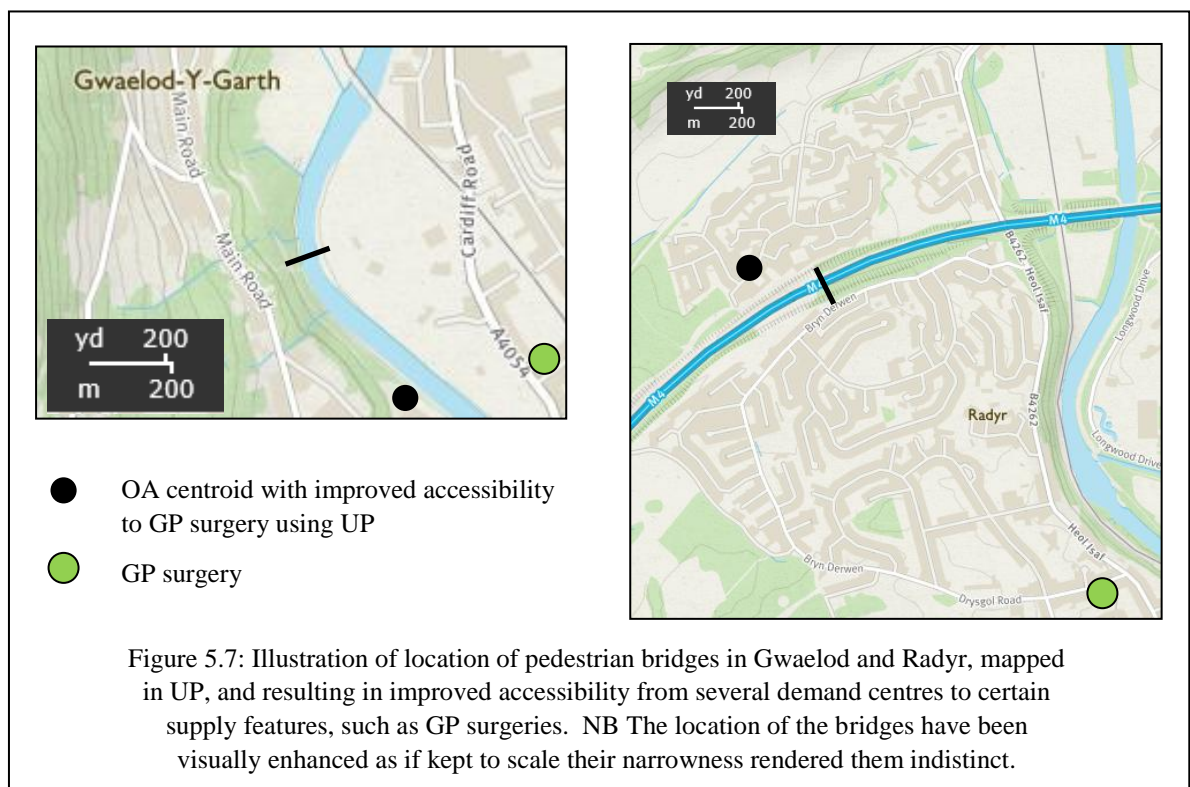 Gwaelod-Y-Garth
Main Road
Main Road
Cardiff Road
A4054
yd 200
m 200
yd 200
m 200
M4
M4
M4
B4262
Heol Isaf
Bryn Derwen
Radyr
B4262
Longwood Drive
Longwood Drive
Heol Isaf
Bryn Derwen
Drysgol Road
OA centroid with improved accessibility
to GP surgery using UP
GP surgery
Figure 5.7: Illustration of location of pedestrian bridges in Gwaelod and Radyr, mapped
in UP, and resulting in improved accessibility from several demand centres to certain
supply features, such as GP surgeries. NB The location of the bridges have been
visually enhanced as if kept to scale their narrowness rendered them indistinct.